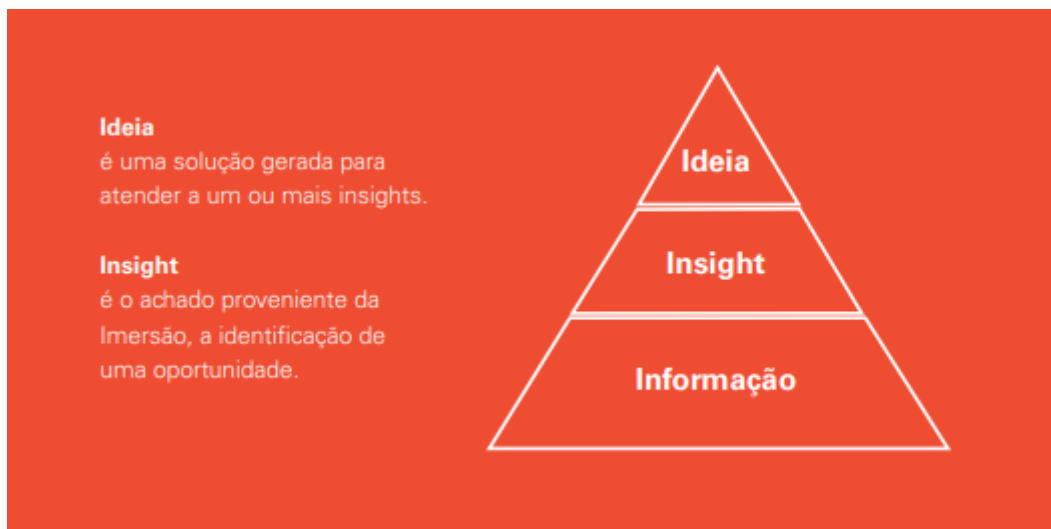 Ideia
é uma solução gerada para
atender a um ou mais insights.
Insight
é o achado proveniente da
Imersão, a identificação de
uma oportunidade.
Ideia
Insight
Informação